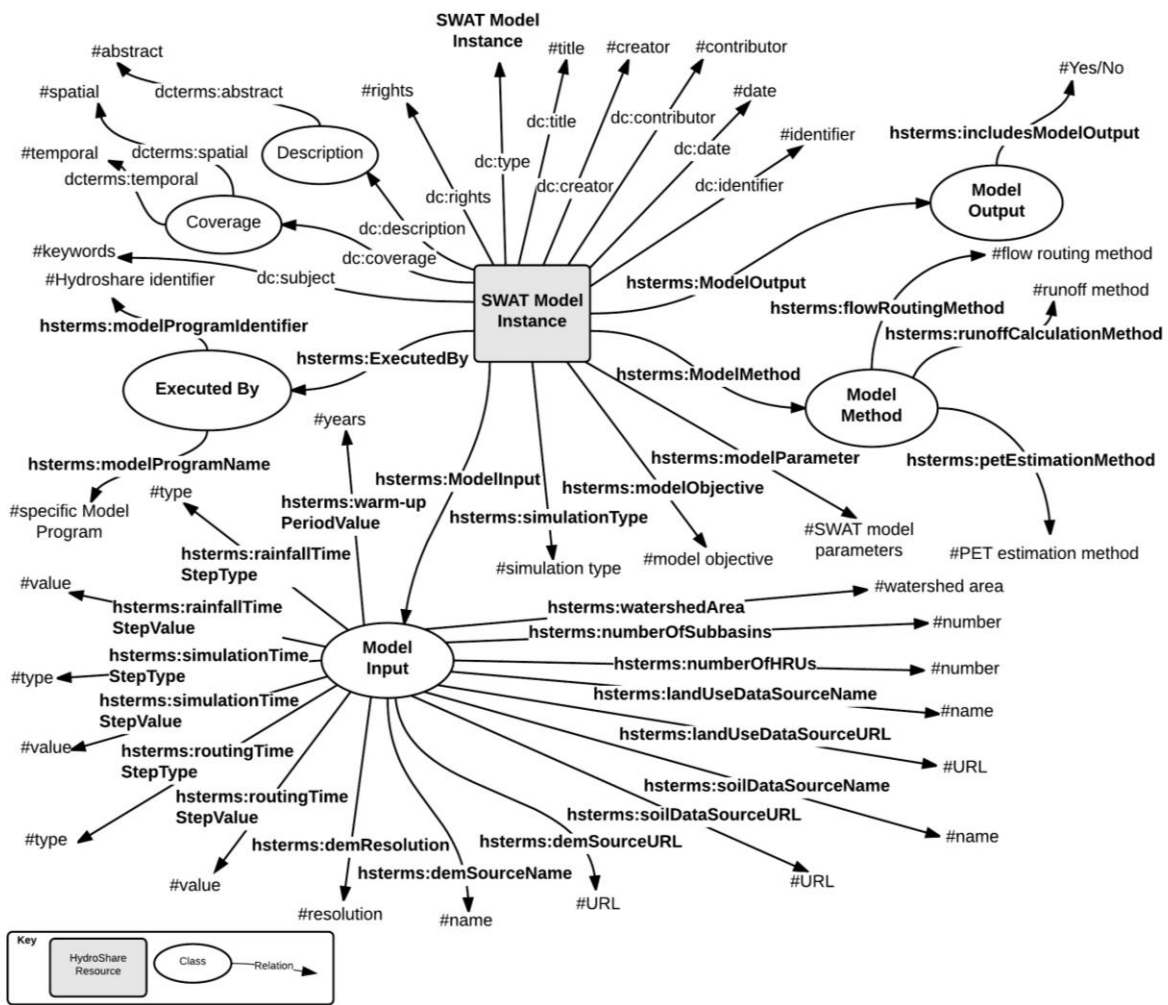 SWAT Model
Instance
#abstract
#title
#creator
#contributor
#Yes/No
#spatial
dcterms:abstract
#rights
#date
dc:title
dc:contributor
#identifier
hsterms:includesModelOutput
#temporal
dcterms:spatial
Description
dc:type
dc:date
dcterms:temporal
dc:rights
dc:creator
dc:identifier
Model
Output
Coverage
dc:description
#keywords
dc:coverage
#flow routing method
#Hydroshare identifier
dc:subject
SWAT Model
Instance
hsterms:ModelOutput
#runoff method
hsterms:modelProgramIdentifier
hsterms:flowRoutingMethod
hsterms:runoffCalculationMethod
hsterms:ExecutedBy
hsterms:ModelMethod
Executed By
Model
Method
#years
hsterms:modelProgramName
hsterms:modelParameter
hsterms:petEstimationMethod
#type
hsterms:ModelInput
hsterms:modelObjective
#specific Model
Program
hsterms:warm-up
PeriodValue
hsterms:simulationType
#SWAT model
parameters
hsterms:rainfallTime
StepType
#simulation type
#model objective
#PET estimation method
#value
#watershed area
hsterms:rainfallTime
StepValue
hsterms:watershedArea
hsterms:numberOfSubbasins
#number
Model
Input
hsterms:simulationTime
StepType
#type
hsterms:numberOfHRUs
#number
hsterms:simulationTime
StepValue
hsterms:landUseDataSourceName
#name
#value
hsterms:landUseDataSourceURL
hsterms:routingTime
StepType
#URL
hsterms:routingTime
StepValue
hsterms:soilDataSourceName
#type
hsterms:soilDataSourceURL
#name
hsterms:demResolution
hsterms:demSourceURL
#value
hsterms:demSourceName
#URL
#resolution
#name
#URL
Key
HydroShare
Resource
Class
Relation